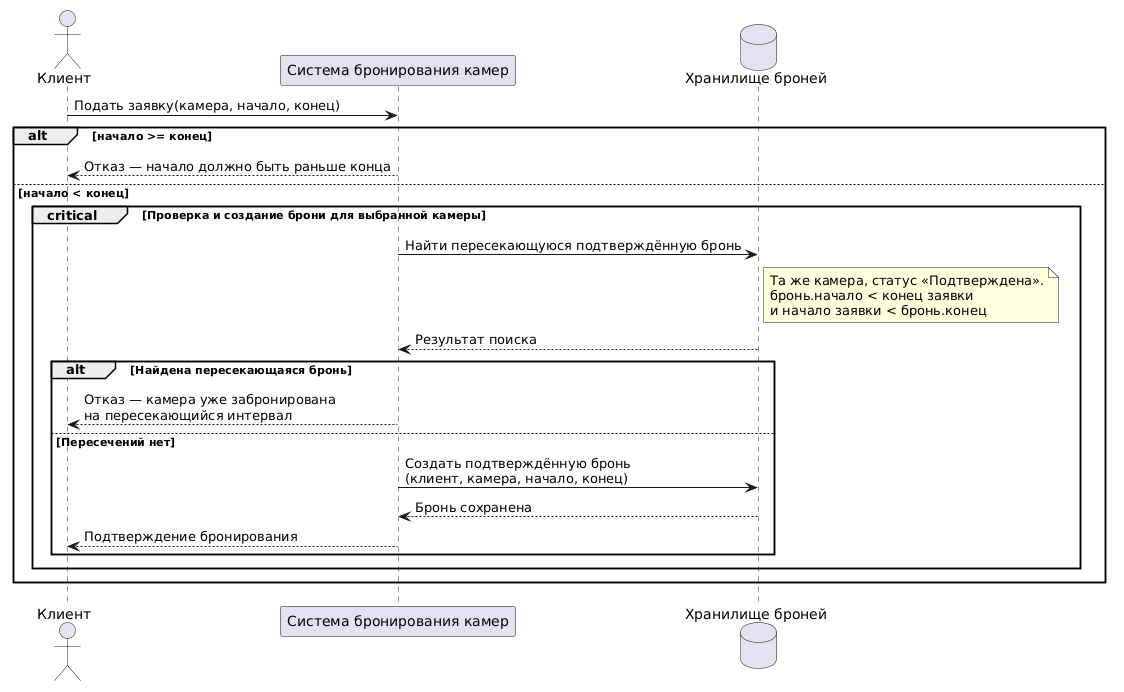 Клиент
Система бронирования камер
Хранилище броней
Подать заявку(камера, начало, конец)
alt
[начало >= конец]
Отказ — начало должно быть раньше конца
[начало < конец]
critical
[Проверка и создание брони для выбранной камеры]
Найти пересекающуюся подтверждённую бронь
Та же камера, статус «Подтверждена».
бронь.начало < конец заявки
и начало заявки < бронь.конец
Результат поиска
alt
[Найдена пересекающаяся бронь]
Отказ — камера уже забронирована
на пересекающийся интервал
[Пересечений нет]
Создать подтверждённую бронь
(клиент, камера, начало, конец)
Бронь сохранена
Подтверждение бронирования
Клиент
Система бронирования камер
Хранилище броней